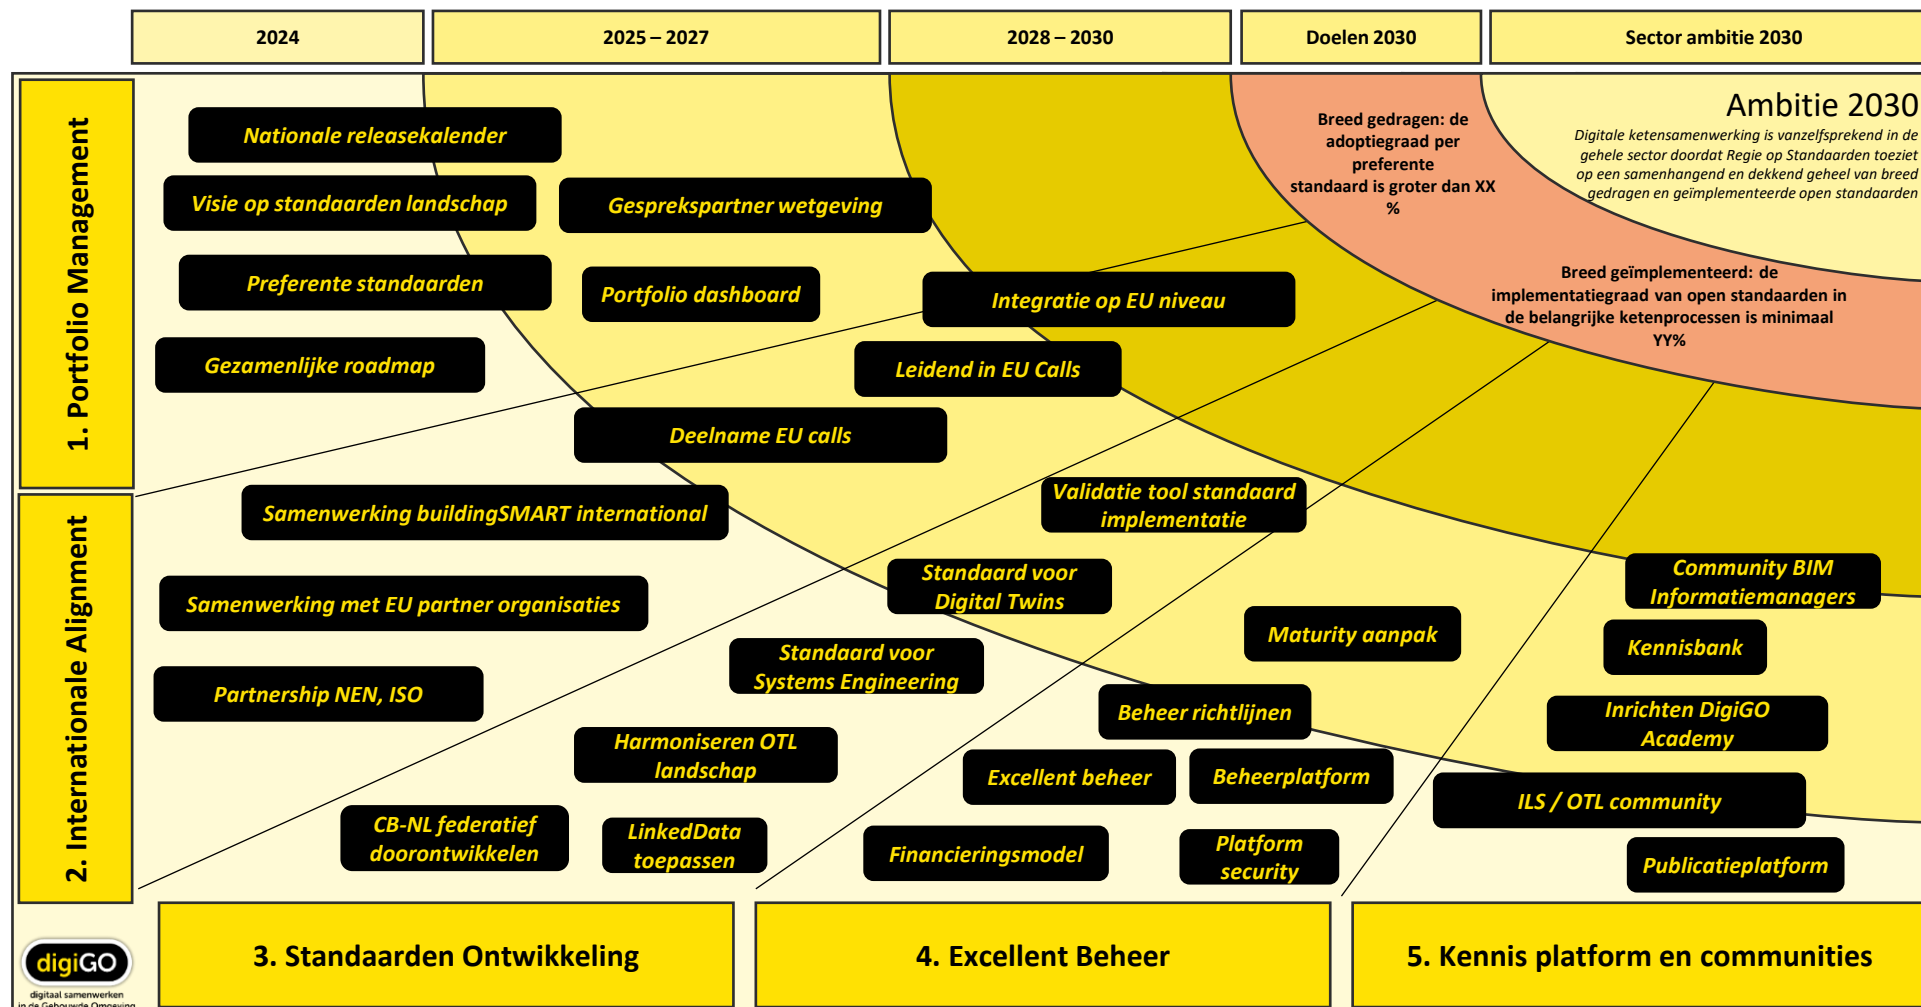 2024
2025 – 2027
2028 – 2030
Doelen 2030
Sector ambitie 2030
1. Portfolio Management
2. Internationale Alignment
Nationale releasekalender
Visie op standaarden landschap
Gesprekspartner wetgeving
Preferente standaarden
Portfolio dashboard
Integratie op EU niveau
Gezamenlijke roadmap
Leidend in EU Calls
Deelname EU calls
Breed gedragen: de
adoptiegraad per
preferente
standaard is groter dan XX
%
Ambitie 2030
Digitale ketensamenwerking is vanzelfsprekend in de
gehele sector doordat Regie op Standaarden toeziet
op een samenhangend en dekkend geheel van breed
gedragen en geïmplementeerde open standaarden
Breed geïmplementeerd: de
implementatiegraad van open standaarden in
de belangrijke ketenprocessen is minimaal
YY%
Samenwerking buildingSMART international
Validatie tool standaard
implementatie
Samenwerking met EU partner organisaties
Standaard voor
Digital Twins
Community BIM
Informatiemanagers
Maturity aanpak
Kennisbank
Partnership NEN, ISO
Standaard voor
Systems Engineering
Beheer richtlijnen
Inrichten DigiGO
Academy
Harmoniseren OTL
landschap
Excellent beheer
Beheerplatform
ILS / OTL community
CB-NL federatief
doorontwikkelen
LinkedData
toepassen
Financieringsmodel
Platform
security
Publicatieplatform
3. Standaarden Ontwikkeling
4. Excellent Beheer
5. Kennis platform en communities
digiGO
digitaal samenwerken
in de Gebouwde Omgeving